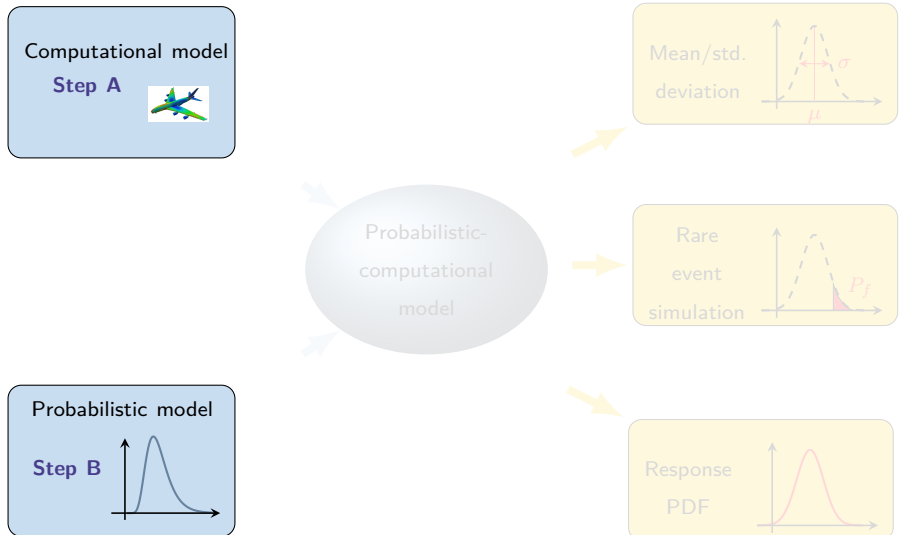 Computational model
Step A
Probabilistic model
Step B
Probabilistic-
computational
model
Mean/std.
deviation
σ
μ
Rare
event
simulation
P_f
Response
PDF